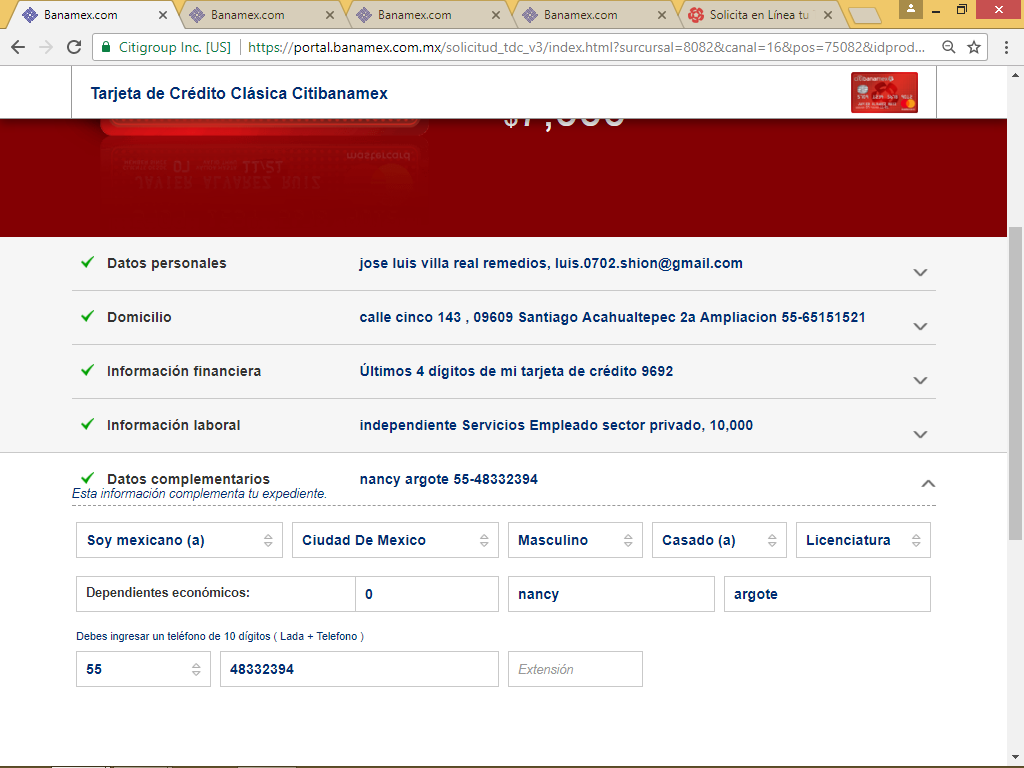 Banamex.com
Banamex.com
Banamex.com
Banamex.com
Solicita en Línea tu
Citigroup Inc. [US]
https://portal.banamex.com.mx/solicitud_tdc_v3/index.html?surcursal=8082&canal=16&pos=75082&idprod...
Tarjeta de Crédito Clásica Citibanamex
Datos personales
jose luis villa real remedios, luis.0702.shion@gmail.com
Domicilio
calle cinco 143 , 09609 Santiago Acahualtepec 2a Ampliacion 55-65151521
Información financiera
Últimos 4 dígitos de mi tarjeta de crédito 9692
Información laboral
independiente Servicios Empleado sector privado, 10,000
Datos complementarios
nancy argote 55-48332394
Esta información complementa tu expediente.
Soy mexicano (a)
Ciudad De Mexico
Masculino
Casado (a)
Licenciatura
Dependientes económicos:
0
nancy
argote
Debes ingresar un teléfono de 10 dígitos ( Lada + Telefono )
55
48332394
Extensión